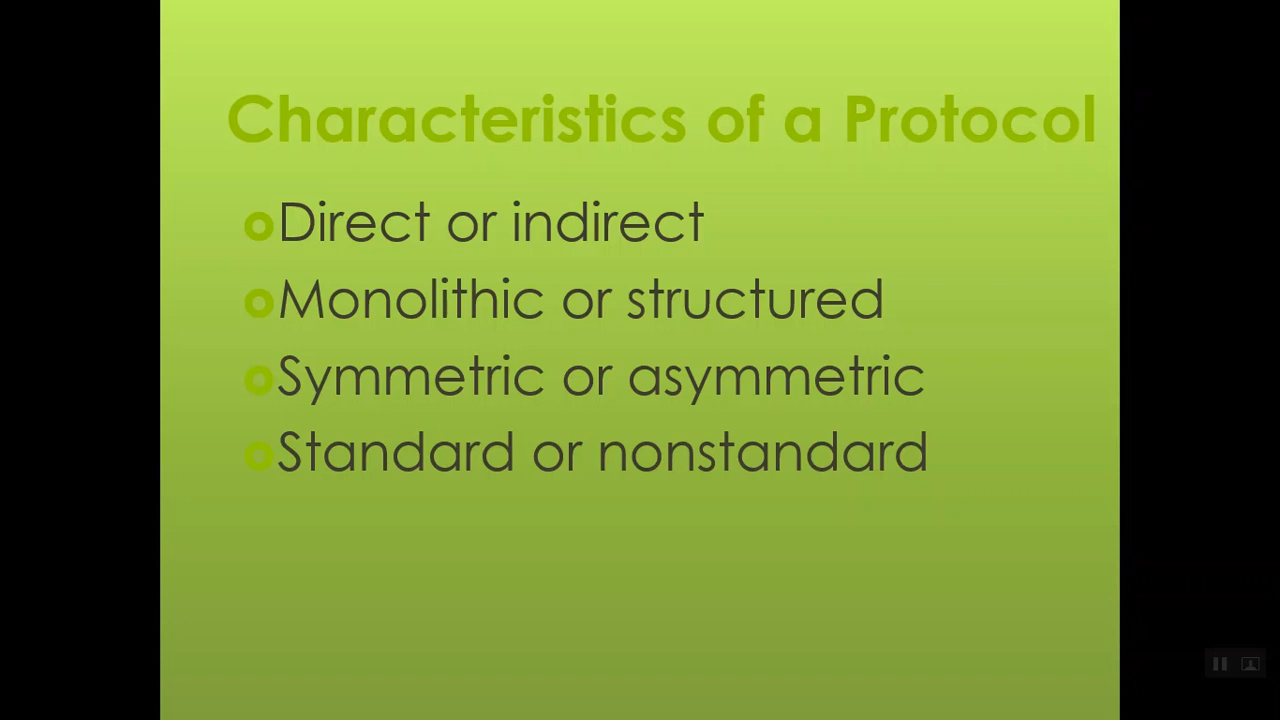 Characteristics of a Protocol
Direct or indirect
Monolithic or structured
Symmetric or asymmetric
Standard or nonstandard